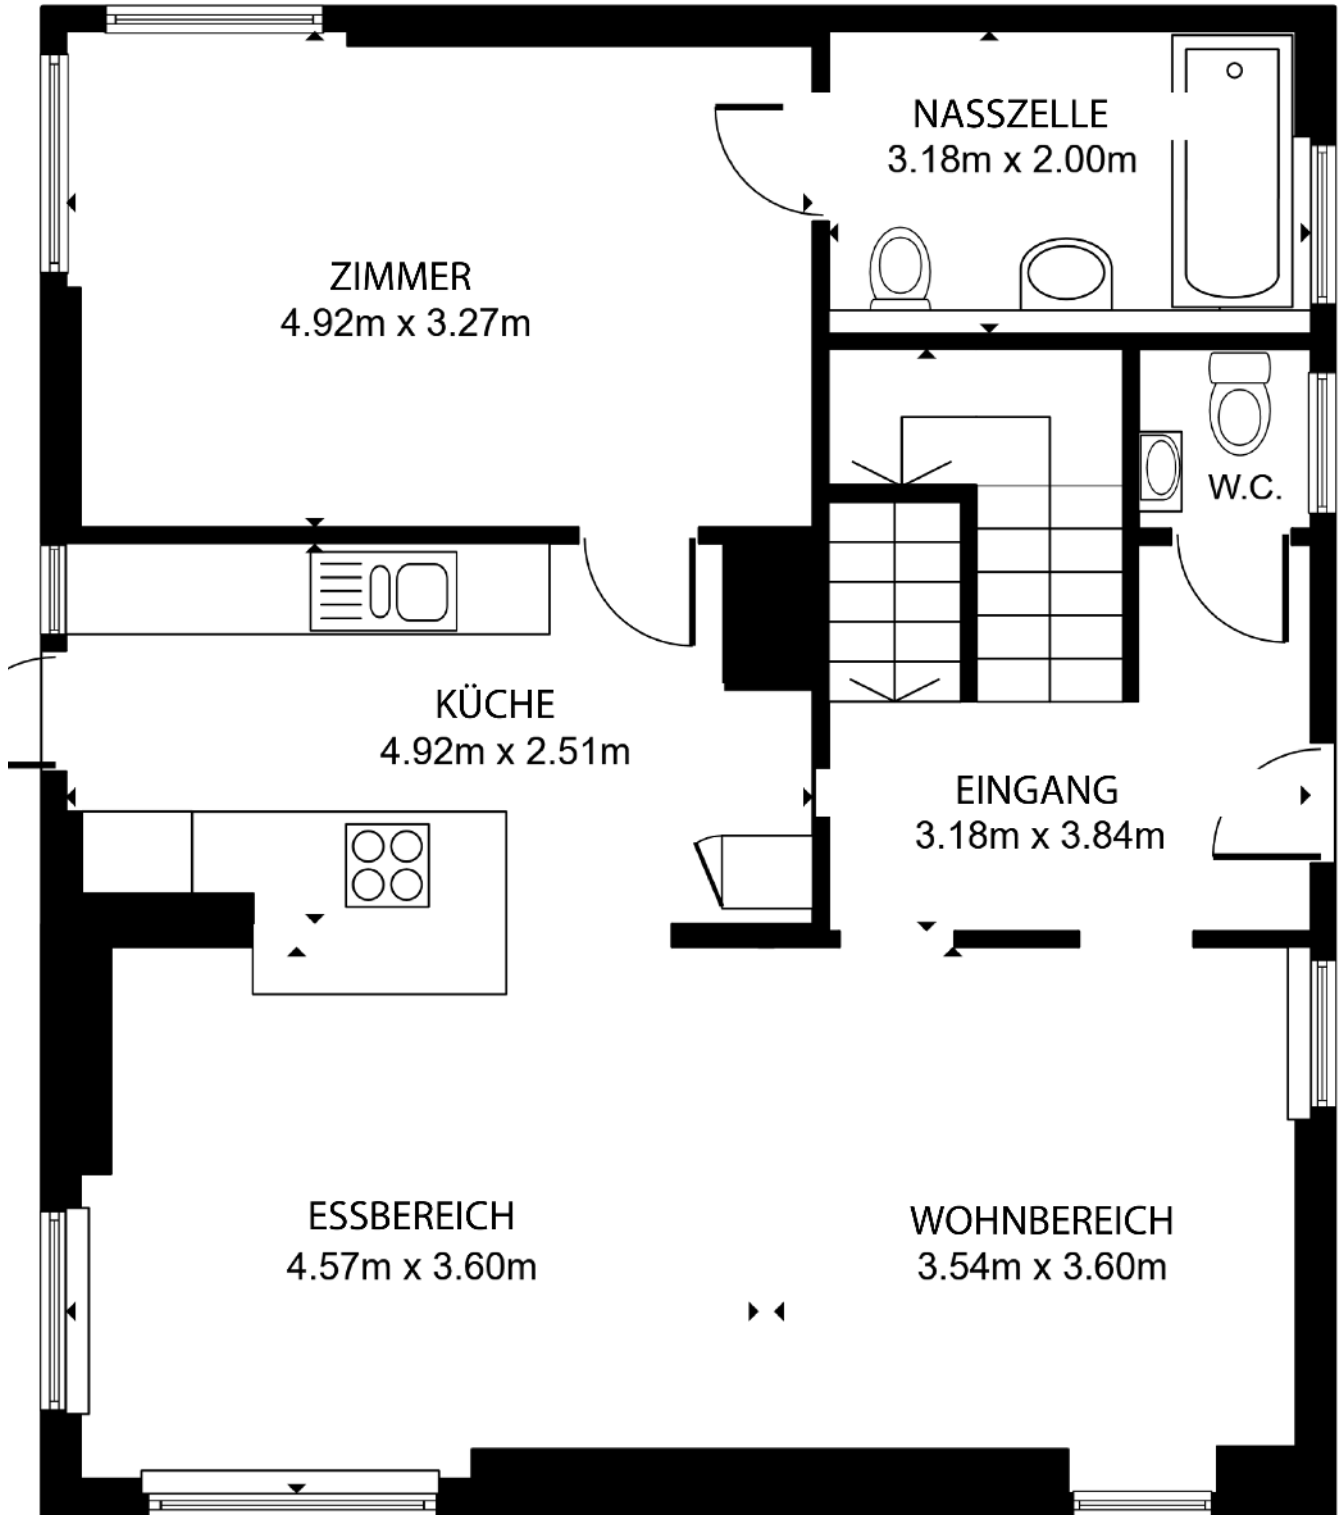 NASSZELLE
3.18m x 2.00m
ZIMMER
4.92m x 3.27m
W.C.
KÜCHE
4.92m x 2.51m
EINGANG
3.18m x 3.84m
ESSBEREICH
4.57m x 3.60m
WOHNBEREICH
3.54m x 3.60m